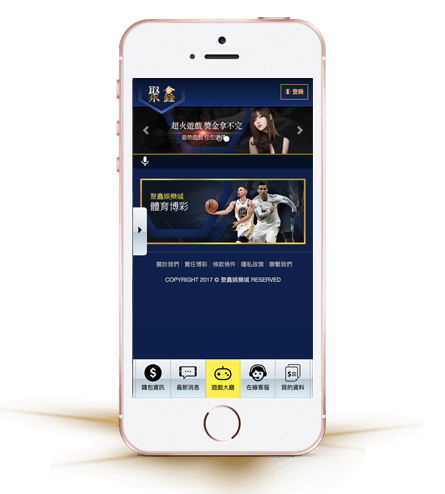 聚鑫
登錄
超火遊戲 獎金拿不完
最熱遊戲 任您
聚鑫娛樂城
體育博彩
關於我們 | 責任博彩 | 條款條件 | 隱私政策 | 聯繫我們
COPYRIGHT 2017 © 聚鑫娛樂城 RESERVED
錢包資訊 最新消息 遊戲大廳 在線客服 我的資料